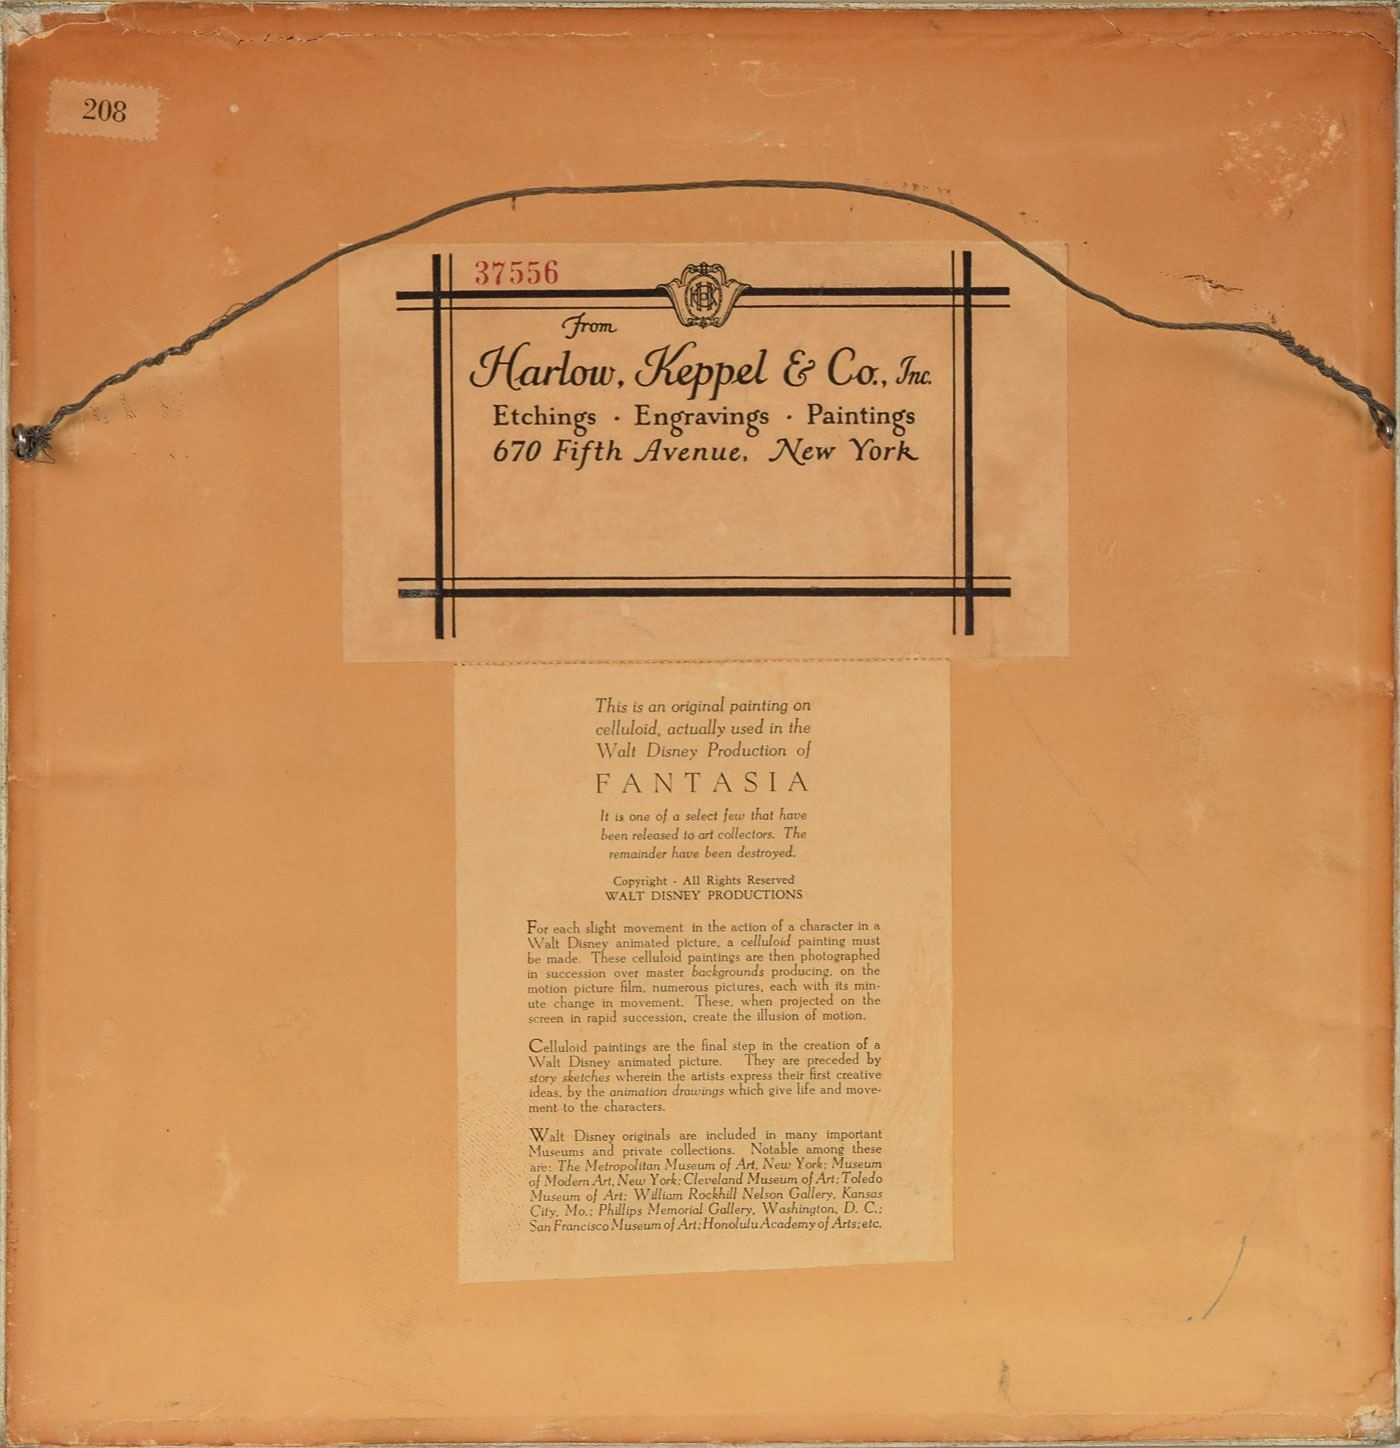 208
37556
HK
From
Harlow, Keppel & Co., Inc.
Etchings · Engravings · Paintings
670 Fifth Avenue, New York
This is an original painting on
celluloid, actually used in the
Walt Disney Production of
FANTASIA
It is one of a select few that have
been released to art collectors. The
remainder have been destroyed.
Copyright - All Rights Reserved
WALT DISNEY PRODUCTIONS
For each slight movement in the action of a character in a
Walt Disney animated picture, a celluloid painting must
be made. These celluloid paintings are then photographed
in succession over master backgrounds producing, on the
motion picture film, numerous pictures, each with its min-
ute change in movement. These, when projected on the
screen in rapid succession, create the illusion of motion.
Celluloid paintings are the final step in the creation of a
Walt Disney animated picture. They are preceded by
story sketches wherein the artists express their first creative
ideas, by the animation drawings which give life and move-
ment to the characters.
Walt Disney originals are included in many important
Museums and private collections. Notable among these
are: The Metropolitan Museum of Art, New York; Museum
of Modern Art, New York; Cleveland Museum of Art; Toledo
Museum of Art; William Rockhill Nelson Gallery, Kansas
City, Mo.; Phillips Memorial Gallery, Washington, D. C.;
San Francisco Museum of Art; Honolulu Academy of Arts; etc.